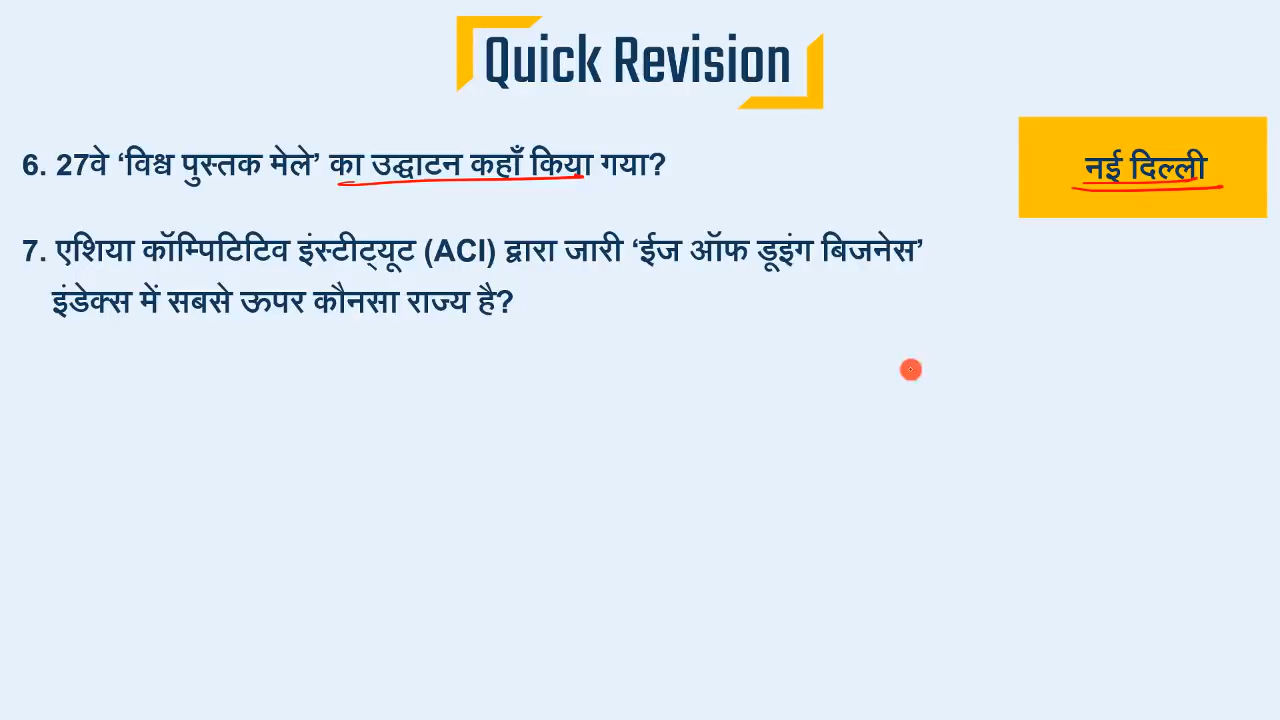 Quick Revision
6. 27वे ‘विश्व पुस्तक मेले’ का उद्घाटन कहाँ किया गया?
नई दिल्ली
7. एशिया कॉम्पिटिटिव इंस्टीट्यूट (ACI) द्वारा जारी ‘ईज ऑफ डूइंग बिजनेस’
इंडेक्स में सबसे ऊपर कौनसा राज्य है?